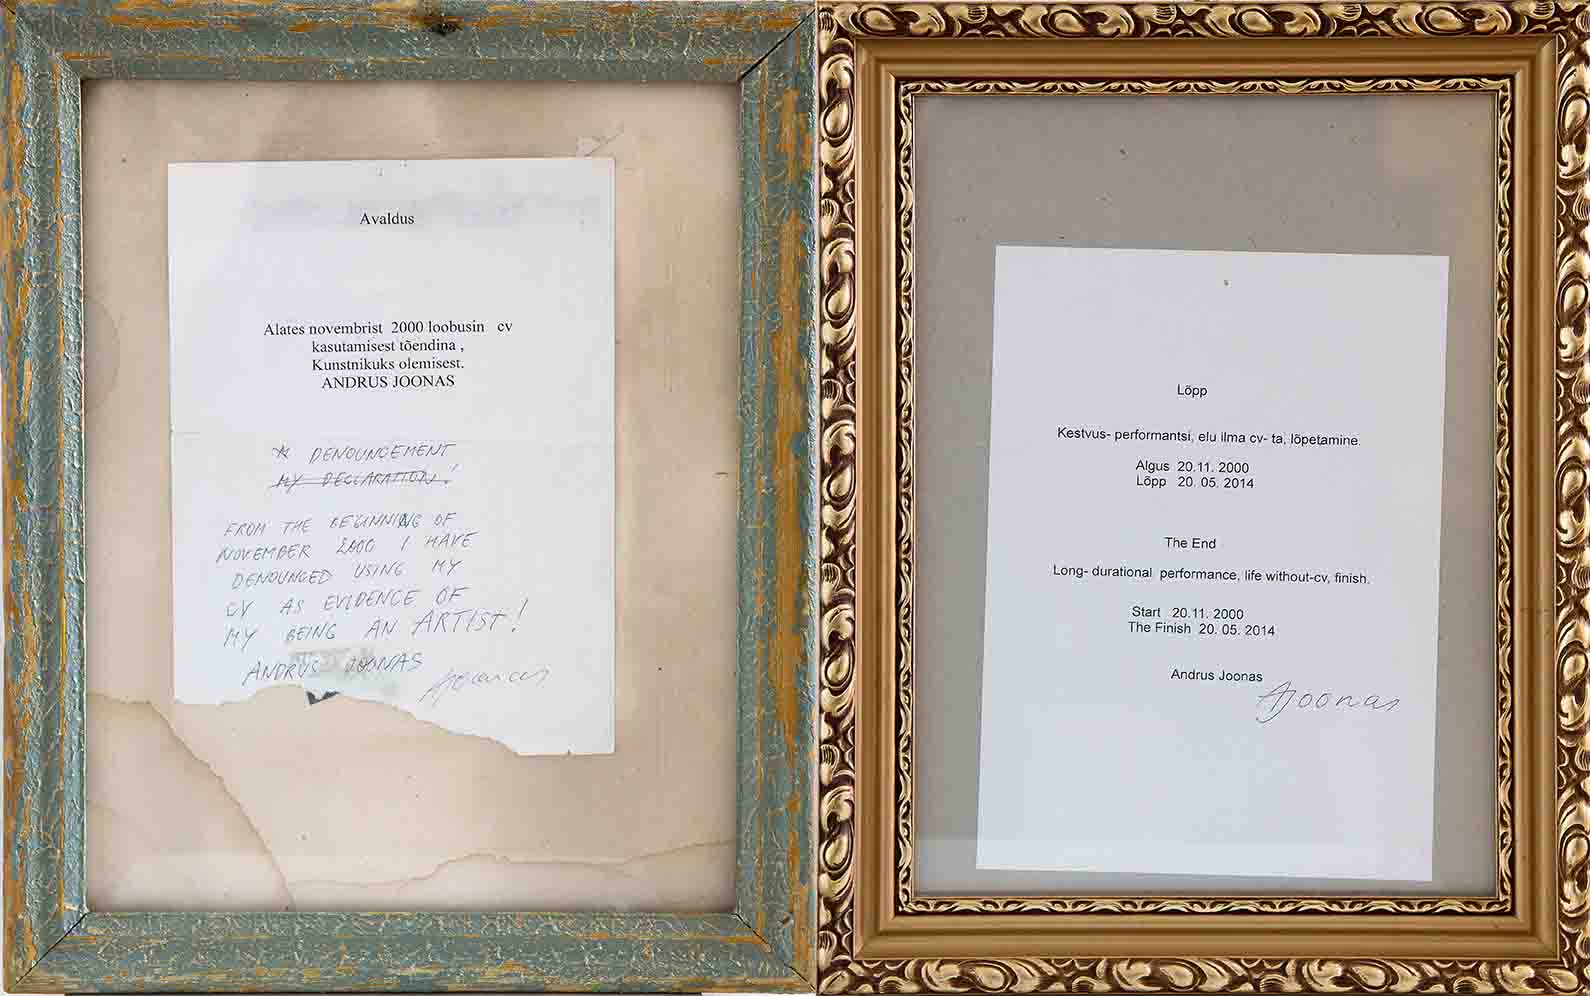 Avaldus
Alates novembrist 2000 loobusin cv
kasutamisest tõendina ,
Kunstnikuks olemisest.
ANDRUS JOONAS
* DENOUNCEMENT
MY DECLARATION!
FROM THE BEGINNING OF
NOVEMBER 2000 I HAVE
DENOUNCED USING MY
CV AS EVIDENCE OF
MY BEING AN ARTIST!
ANDRUS JOONAS
AJoonas
Lõpp
Kestvus- performantsi, elu ilma cv- ta, lõpetamine.
Algus 20.11. 2000
Lõpp 20. 05. 2014
The End
Long- durational performance, life without-cv, finish.
Start 20.11. 2000
The Finish 20. 05. 2014
Andrus Joonas
AJoonas